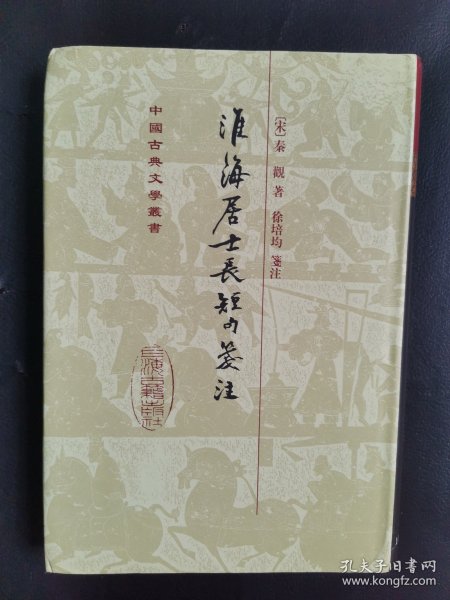 [宋]秦觀著 徐培均箋注
淮海居士長短句箋注
中國古典文學叢書
上海古籍出版社
孔夫子旧书网
www.kongfz.com